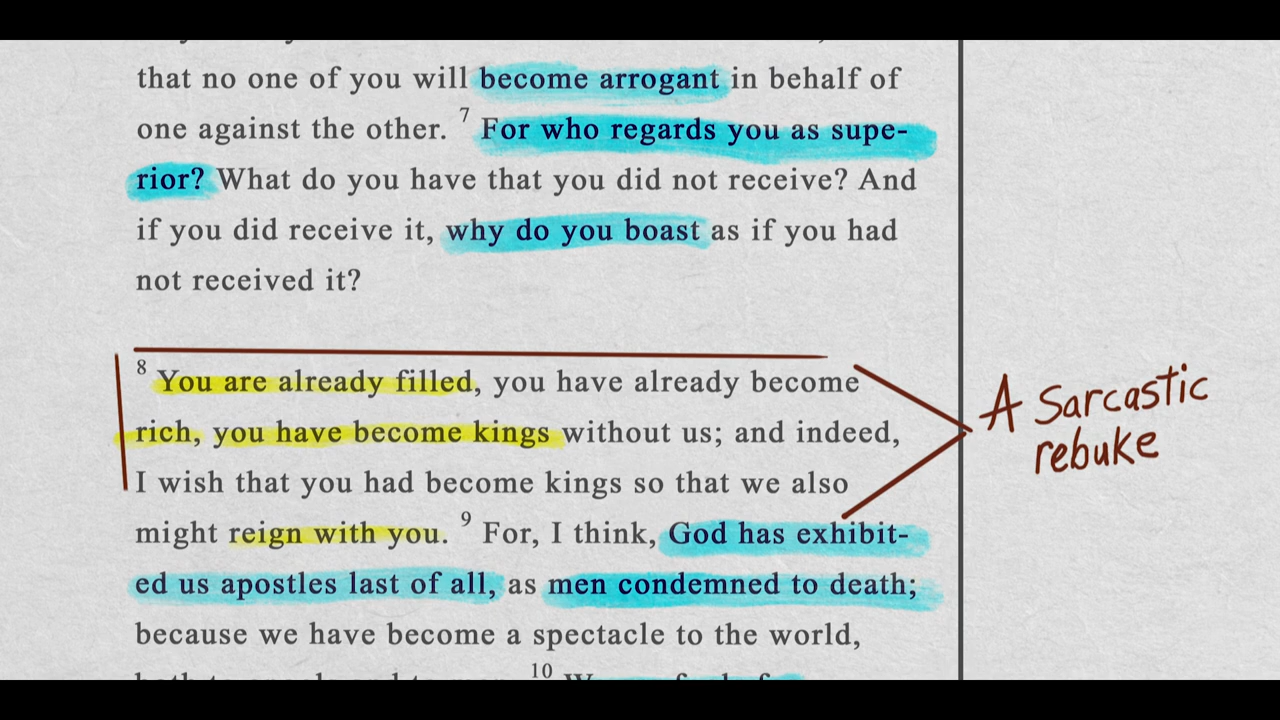 that no one of you will become arrogant in behalf of
one against the other. 7 For who regards you as supe-
rior? What do you have that you did not receive? And
if you did receive it, why do you boast as if you had
not received it?
8 You are already filled, you have already become
rich, you have become kings without us; and indeed,
I wish that you had become kings so that we also
might reign with you. 9 For, I think, God has exhibit-
ed us apostles last of all, as men condemned to death;
because we have become a spectacle to the world,
10
A Sarcastic
rebuke